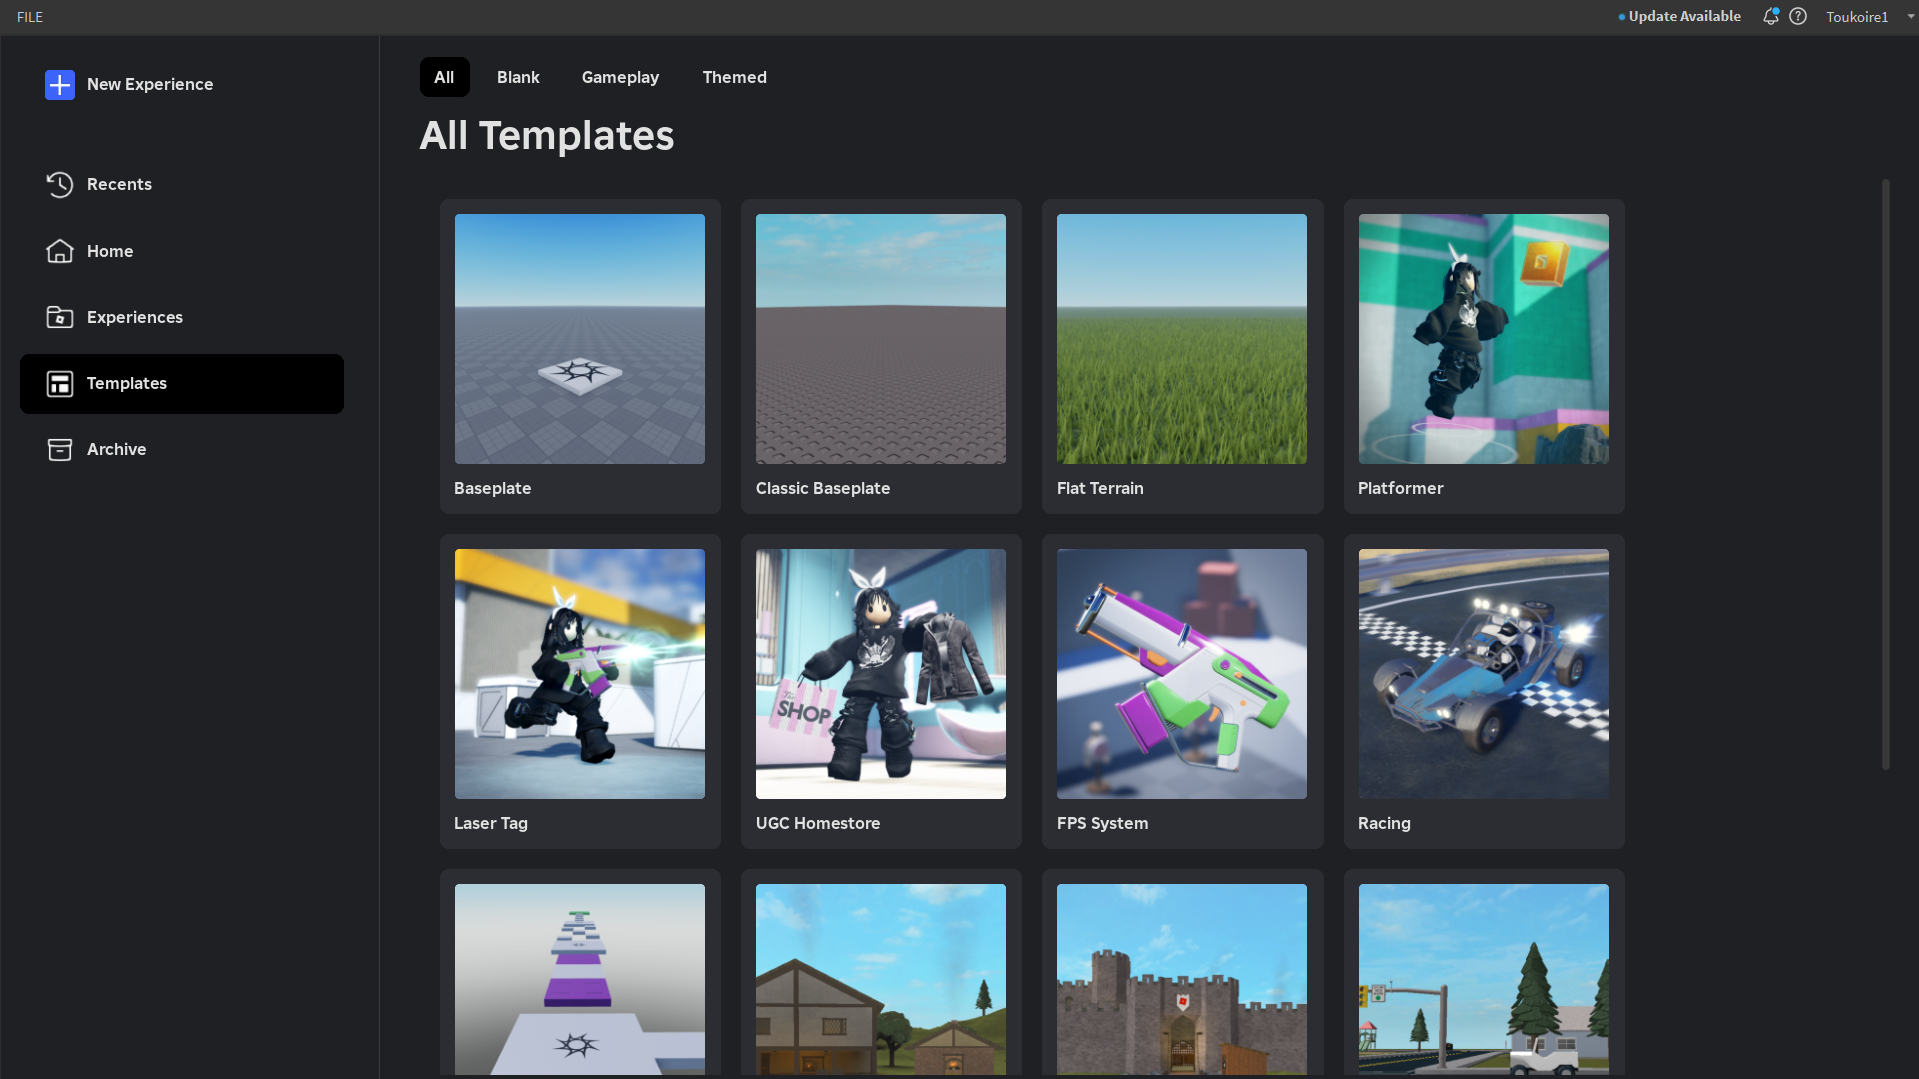 FILE
Update Available
Toukoire1
New Experience
Recents
Home
Experiences
Templates
Archive
All
Blank
Gameplay
Themed
All Templates
Baseplate
Classic Baseplate
Flat Terrain
Platformer
The
SHOP
Laser Tag
UGC Homestore
FPS System
Racing